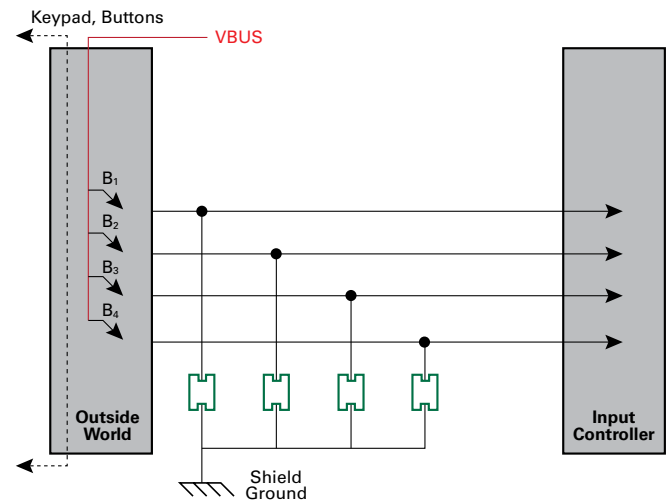 Keypad, Buttons
VBUS
B1
B2
B3
B4
Outside
World
Input
Controller
Shield
Ground